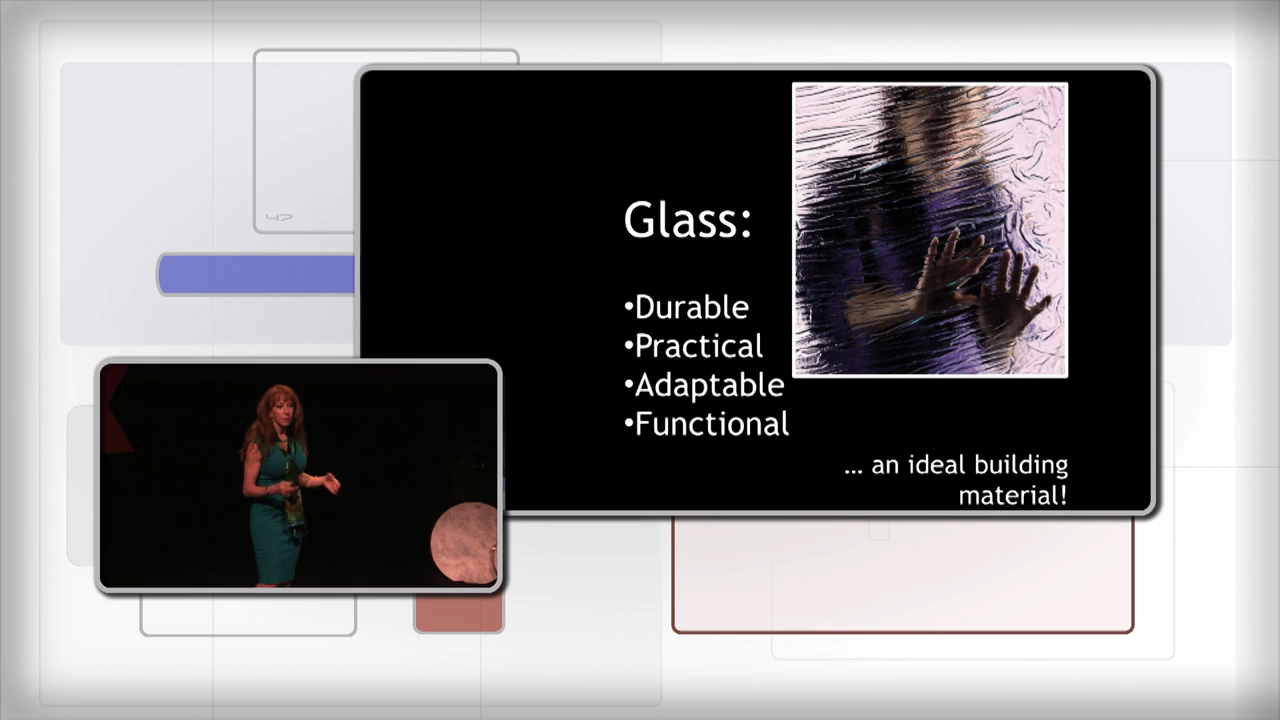 Glass:
•Durable
•Practical
•Adaptable
•Functional
... an ideal building
material!